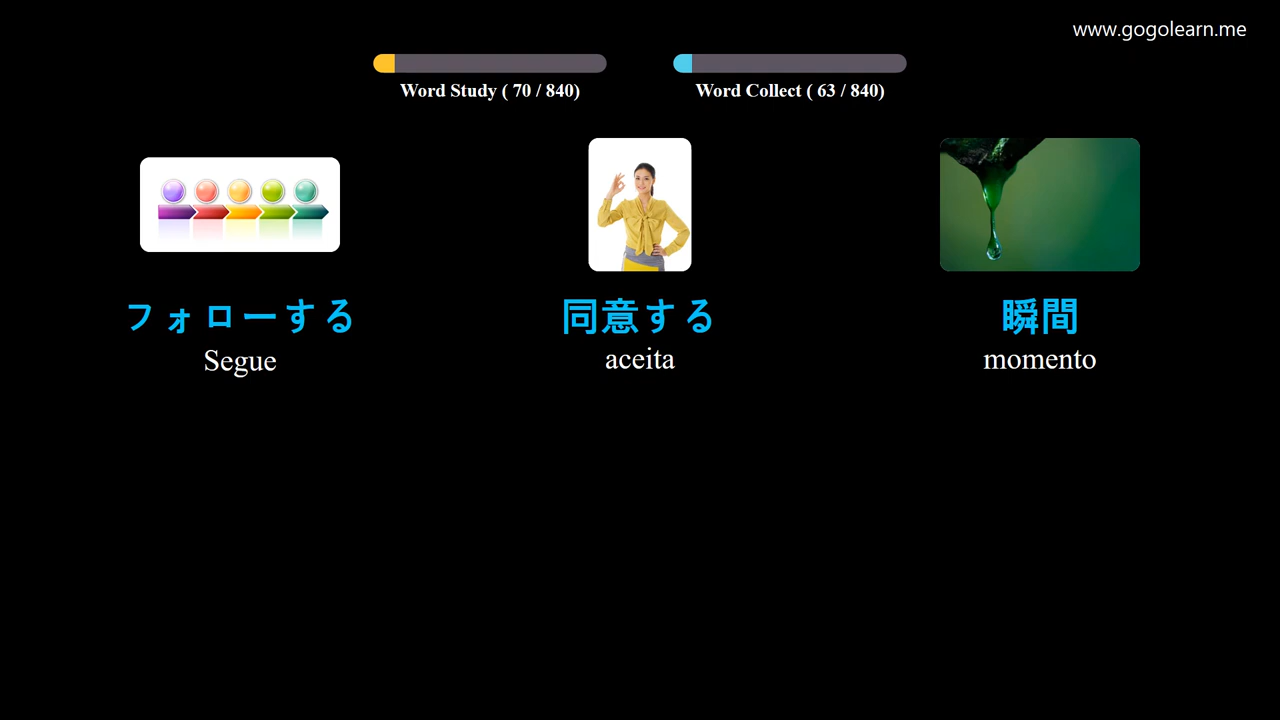 www.gogolearn.me
Word Study ( 70 / 840)
Word Collect ( 63 / 840)
フォローする
Segue
同意する
aceita
瞬間
momento